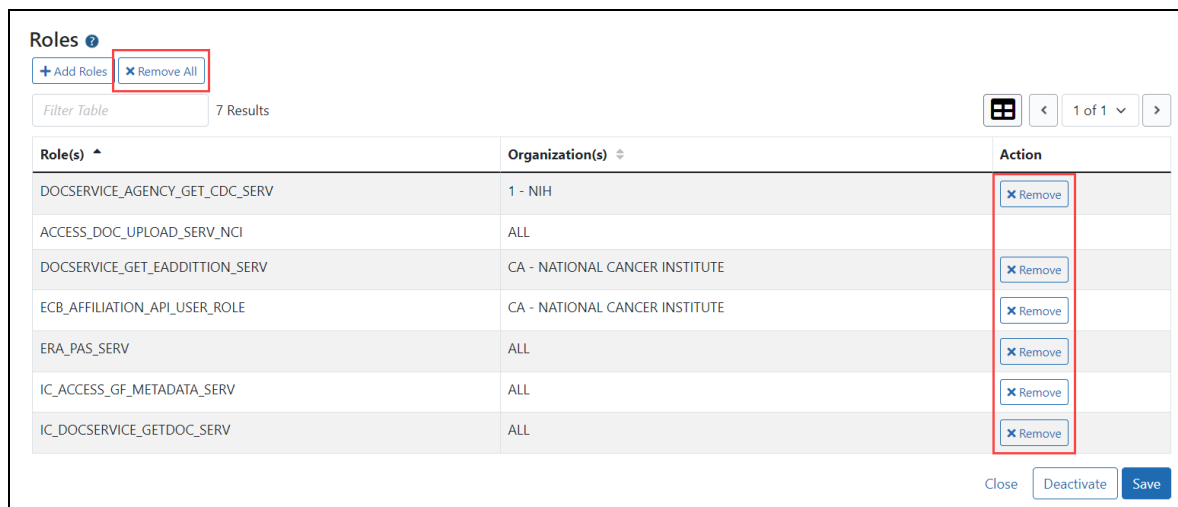 Roles ?
+ Add Roles
× Remove All
Filter Table
7 Results
1 of 1
Role(s) Organization(s) Action
DOCSERVICE_AGENCY_GET_CDC_SERV 1 - NIH × Remove
ACCESS_DOC_UPLOAD_SERV_NCI ALL
DOCSERVICE_GET_EADDITTION_SERV CA - NATIONAL CANCER INSTITUTE × Remove
ECB_AFFILIATION_API_USER_ROLE CA - NATIONAL CANCER INSTITUTE × Remove
ERA_PAS_SERV ALL × Remove
IC_ACCESS_GF_METADATA_SERV ALL × Remove
IC_DOCSERVICE_GETDOC_SERV ALL × Remove
Close Deactivate Save